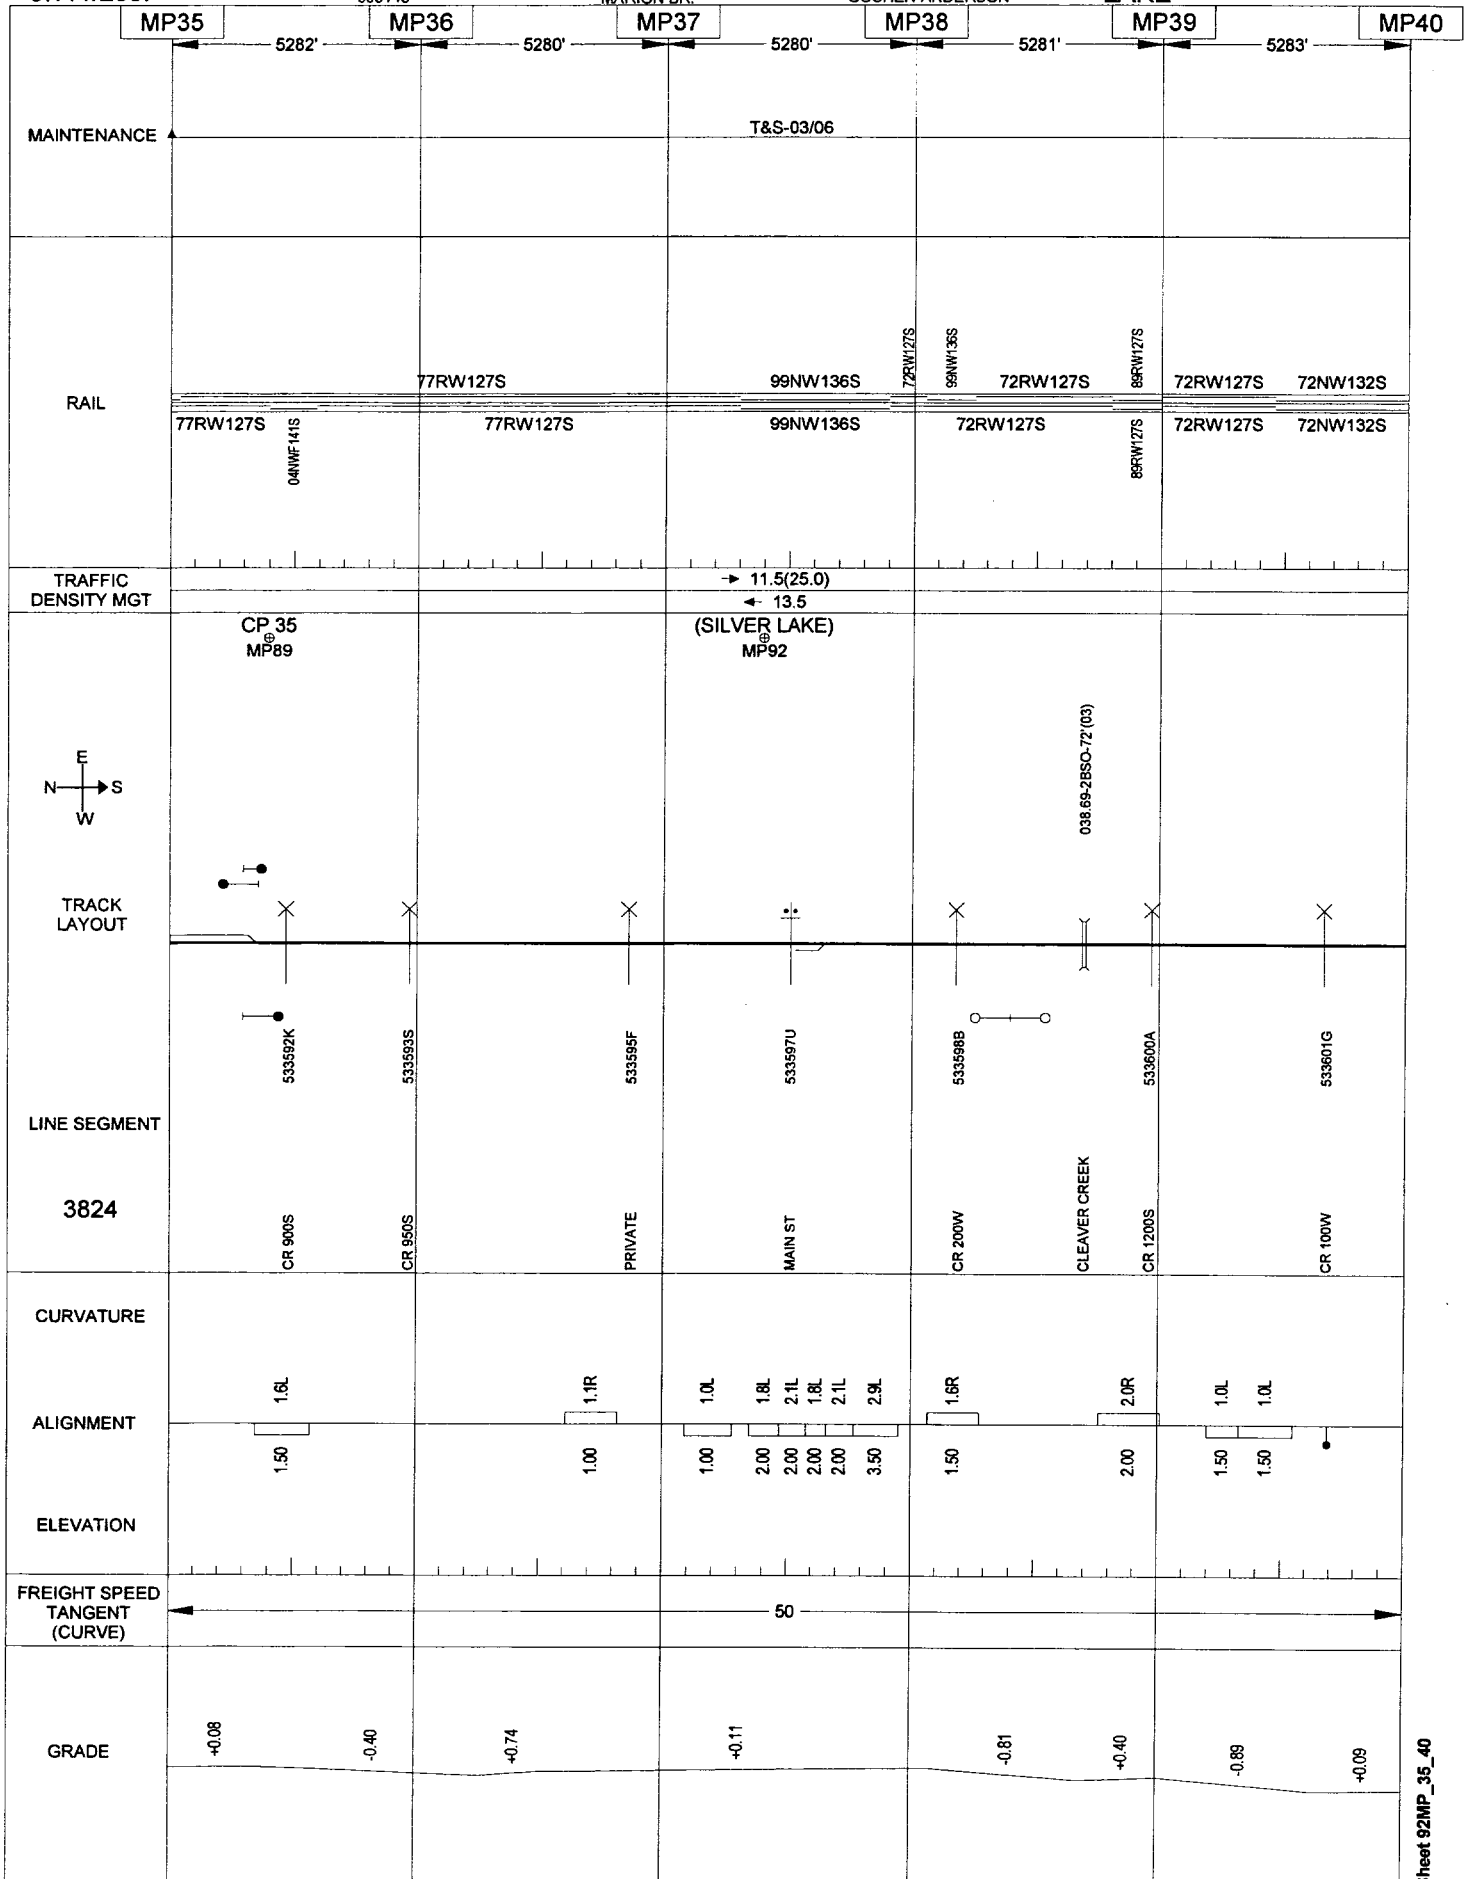 MP35 MP36 MP37 MP38 MP39 MP40
5282' 5280' 5280' 5281' 5283'
MAINTENANCE
T&S-03/06
RAIL
72RW127S 99NW136S 89RW127S
77RW127S 99NW136S 72RW127S 72RW127S 72NW132S
77RW127S 77RW127S 99NW136S 72RW127S 72RW127S 72NW132S
04NWF141S 89RW127S
TRAFFIC
DENSITY MGT
11.5(25.0)
13.5
CP 35 (SILVER LAKE)
MP89 MP92
038.69-2BSO-72'(03)
E
N S
W
TRACK
LAYOUT
533592K 533593S 533595F 533597U 533598B 533600A 533601G
LINE SEGMENT
3824
CR 900S CR 950S PRIVATE MAIN ST CR 200W CLEAVER CREEK CR 1200S CR 100W
CURVATURE
1.6L 1.1R 1.0L 1.8L 2.1L 1.8L 2.1L 2.9L 1.6R 2.0R 1.0L 1.0L
ALIGNMENT
1.50 1.00 1.00 2.00 2.00 2.00 2.00 3.50 1.50 2.00 1.50 1.50
ELEVATION
FREIGHT SPEED
TANGENT
(CURVE)
50
GRADE
+0.08 -0.40 +0.74 +0.11 -0.81 +0.40 -0.89 +0.09
92MP_35_40